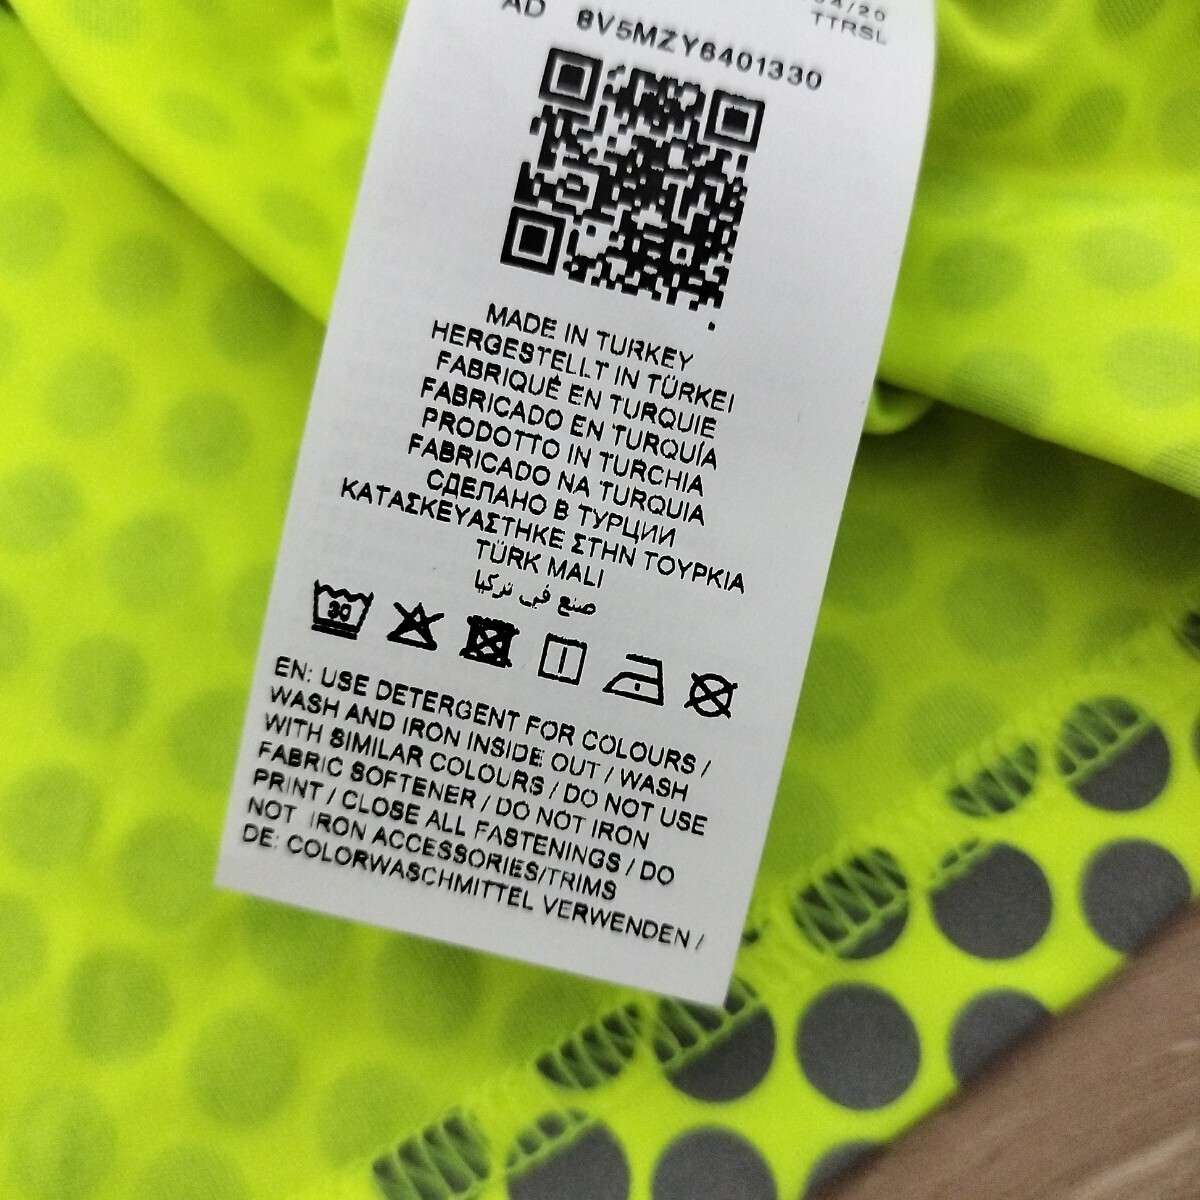 AD 8V5MZY6401330
04/20
TTRSL
MADE IN TURKEY
HERGESTELLT IN TÜRKEI
FABRIQUÉ EN TURQUIE
FABRICADO EN TURQUÍA
PRODOTTO IN TURCHIA
FABRICADO NA TURQUIA
СДЕЛАНО В ТУРЦИИ
ΚΑΤΑΣΚΕΥΑΣΤΗΚΕ ΣΤΗΝ ΤΟΥΡΚΙΑ
TÜRK MALI
صنع في تركيا
30
EN: USE DETERGENT FOR COLOURS /
WASH AND IRON INSIDE OUT / WASH
WITH SIMILAR COLOURS / DO NOT USE
FABRIC SOFTENER / DO NOT IRON
PRINT / CLOSE ALL FASTENINGS / DO
NOT IRON ACCESSORIES/TRIMS
DE: COLORWASCHMITTEL VERWENDEN /